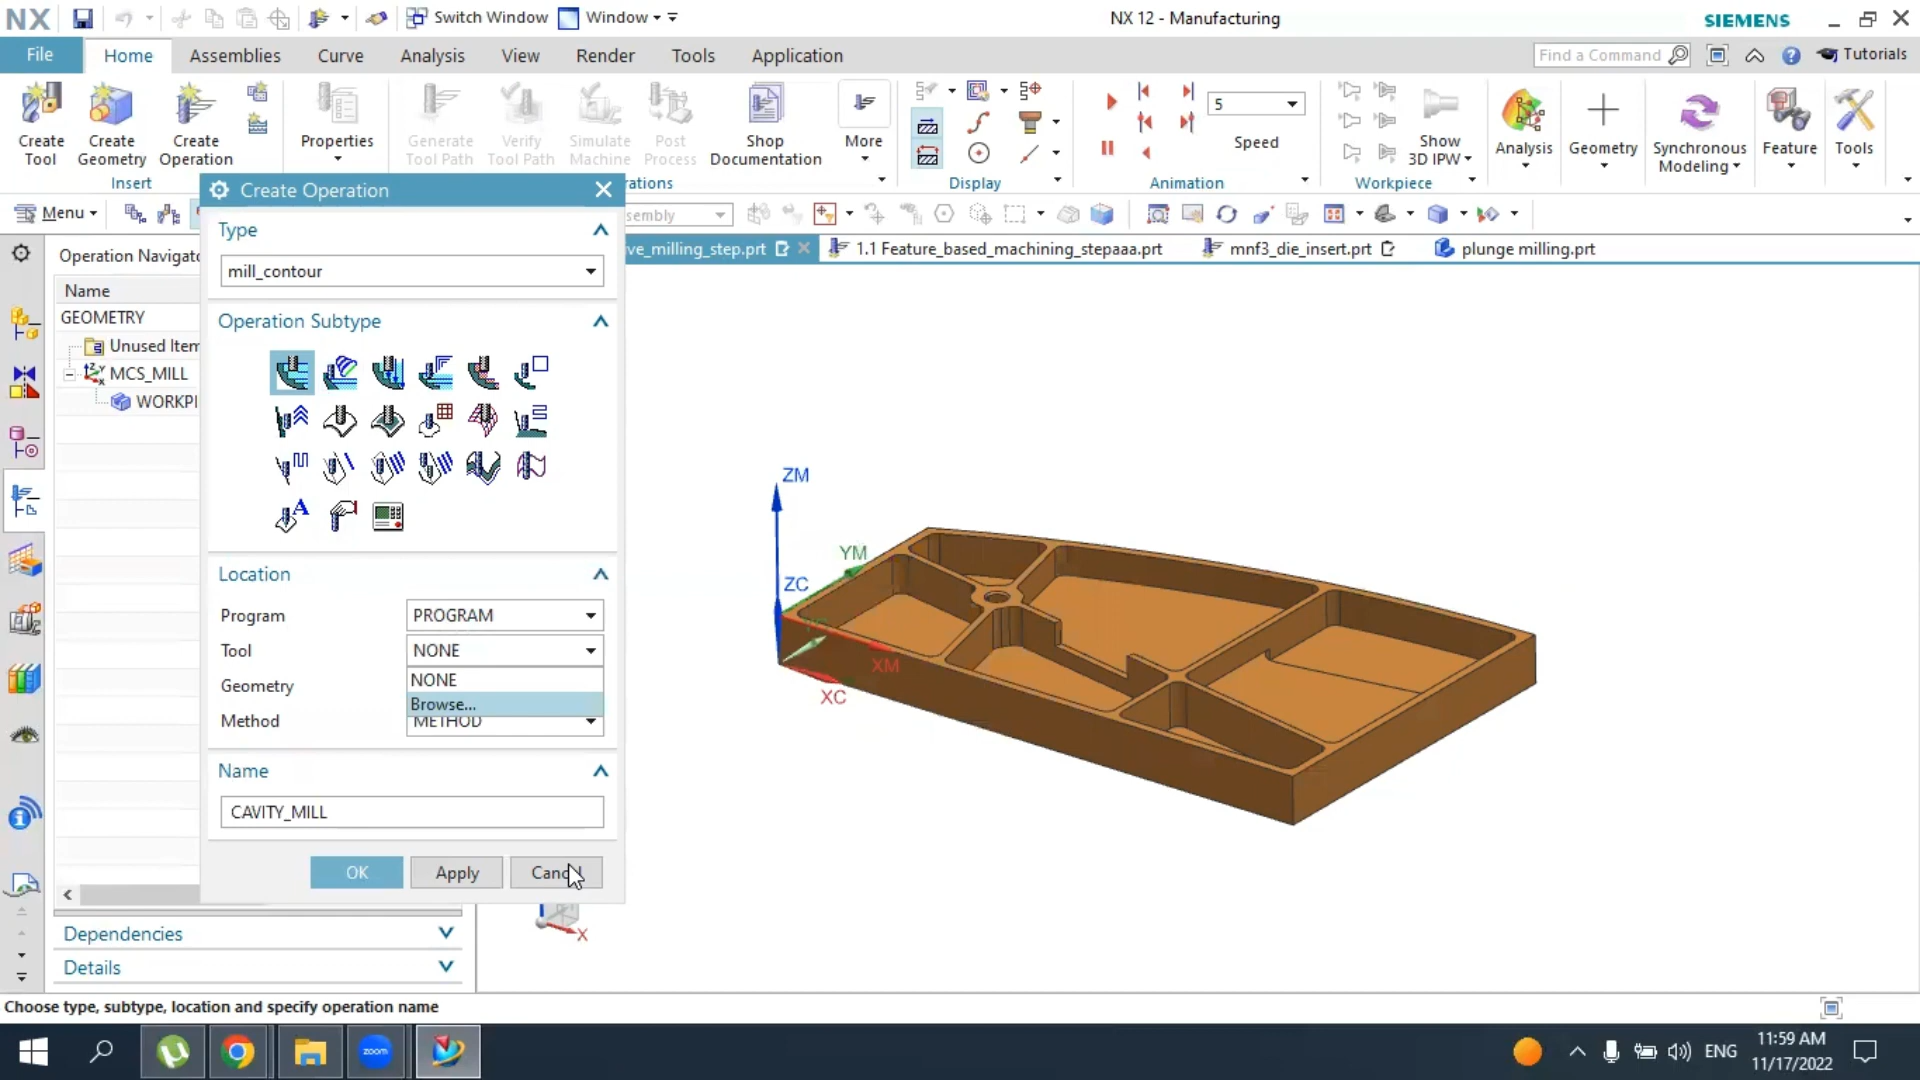 NX
Switch Window
Window
NX 12 - Manufacturing
SIEMENS
File
Home
Assemblies
Curve
Analysis
View
Render
Tools
Application
Find a Command
Tutorials
Create Tool
Create Geometry
Create Operation
Properties
Generate Tool Path
Verify Tool Path
Simulate Machine
Post Process
Shop Documentation
More
5
Speed
Show 3D IPW
Analysis
Geometry
Synchronous Modeling
Feature
Tools
Insert
rations
Display
Animation
Workpiece
Menu
sembly
Create Operation
Type
mill_contour
Operation Subtype
A
Location
Program
PROGRAM
Tool
NONE
NONE
Browse...
Geometry
Method
METHOD
Name
CAVITY_MILL
OK
Apply
Cancel
Operation Navigato
Name
GEOMETRY
Unused Item
MCS_MILL
WORKPI
Dependencies
Details
ve_milling_step.prt
1.1 Feature_based_machining_stepaaa.prt
mnf3_die_insert.prt
plunge milling.prt
ZM
YM
ZC
XM
XC
X
Choose type, subtype, location and specify operation name
zoom
ENG
11:59 AM
11/17/2022